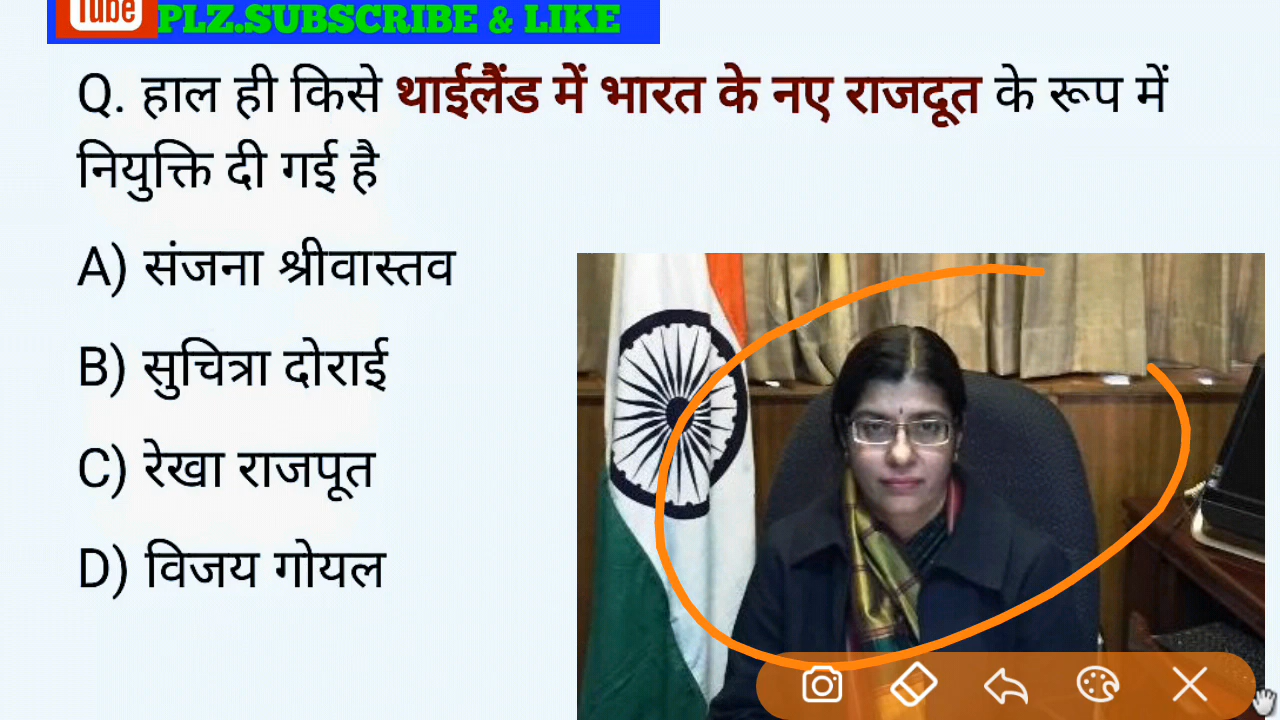 Tube
PLZ.SUBSCRIBE & LIKE
Q. हाल ही किसे थाईलैंड में भारत के नए राजदूत के रूप में
नियुक्ति दी गई है
A) संजना श्रीवास्तव
B) सुचित्रा दोराई
C) रेखा राजपूत
D) विजय गोयल